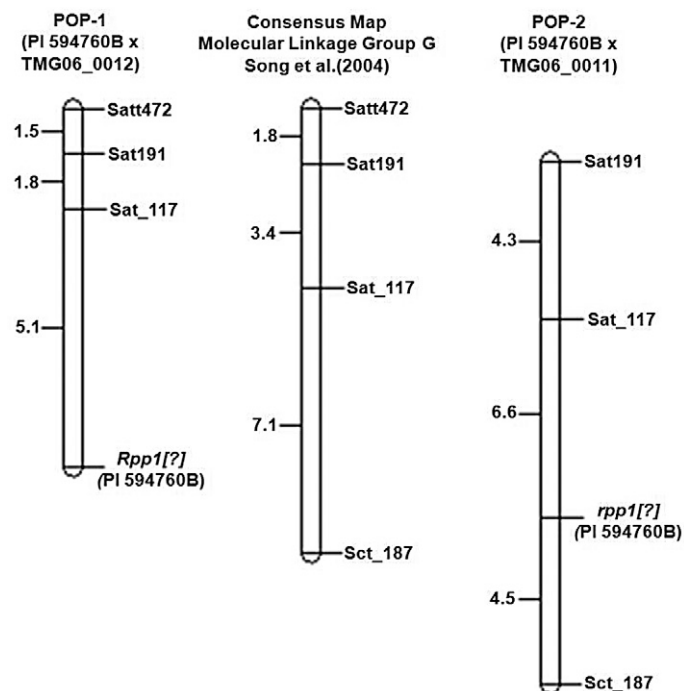 POP-1
(PI 594760B x
TMG06_0012)
Satt472
1.5
Sat191
1.8
Sat_117
5.1
Rpp1[?]
(PI 594760B)
Consensus Map
Molecular Linkage Group G
Song et al.(2004)
Satt472
1.8
Sat191
3.4
Sat_117
7.1
Sct_187
POP-2
(PI 594760B x
TMG06_0011)
Sat191
4.3
Sat_117
6.6
rpp1[?]
(PI 594760B)
4.5
Sct_187